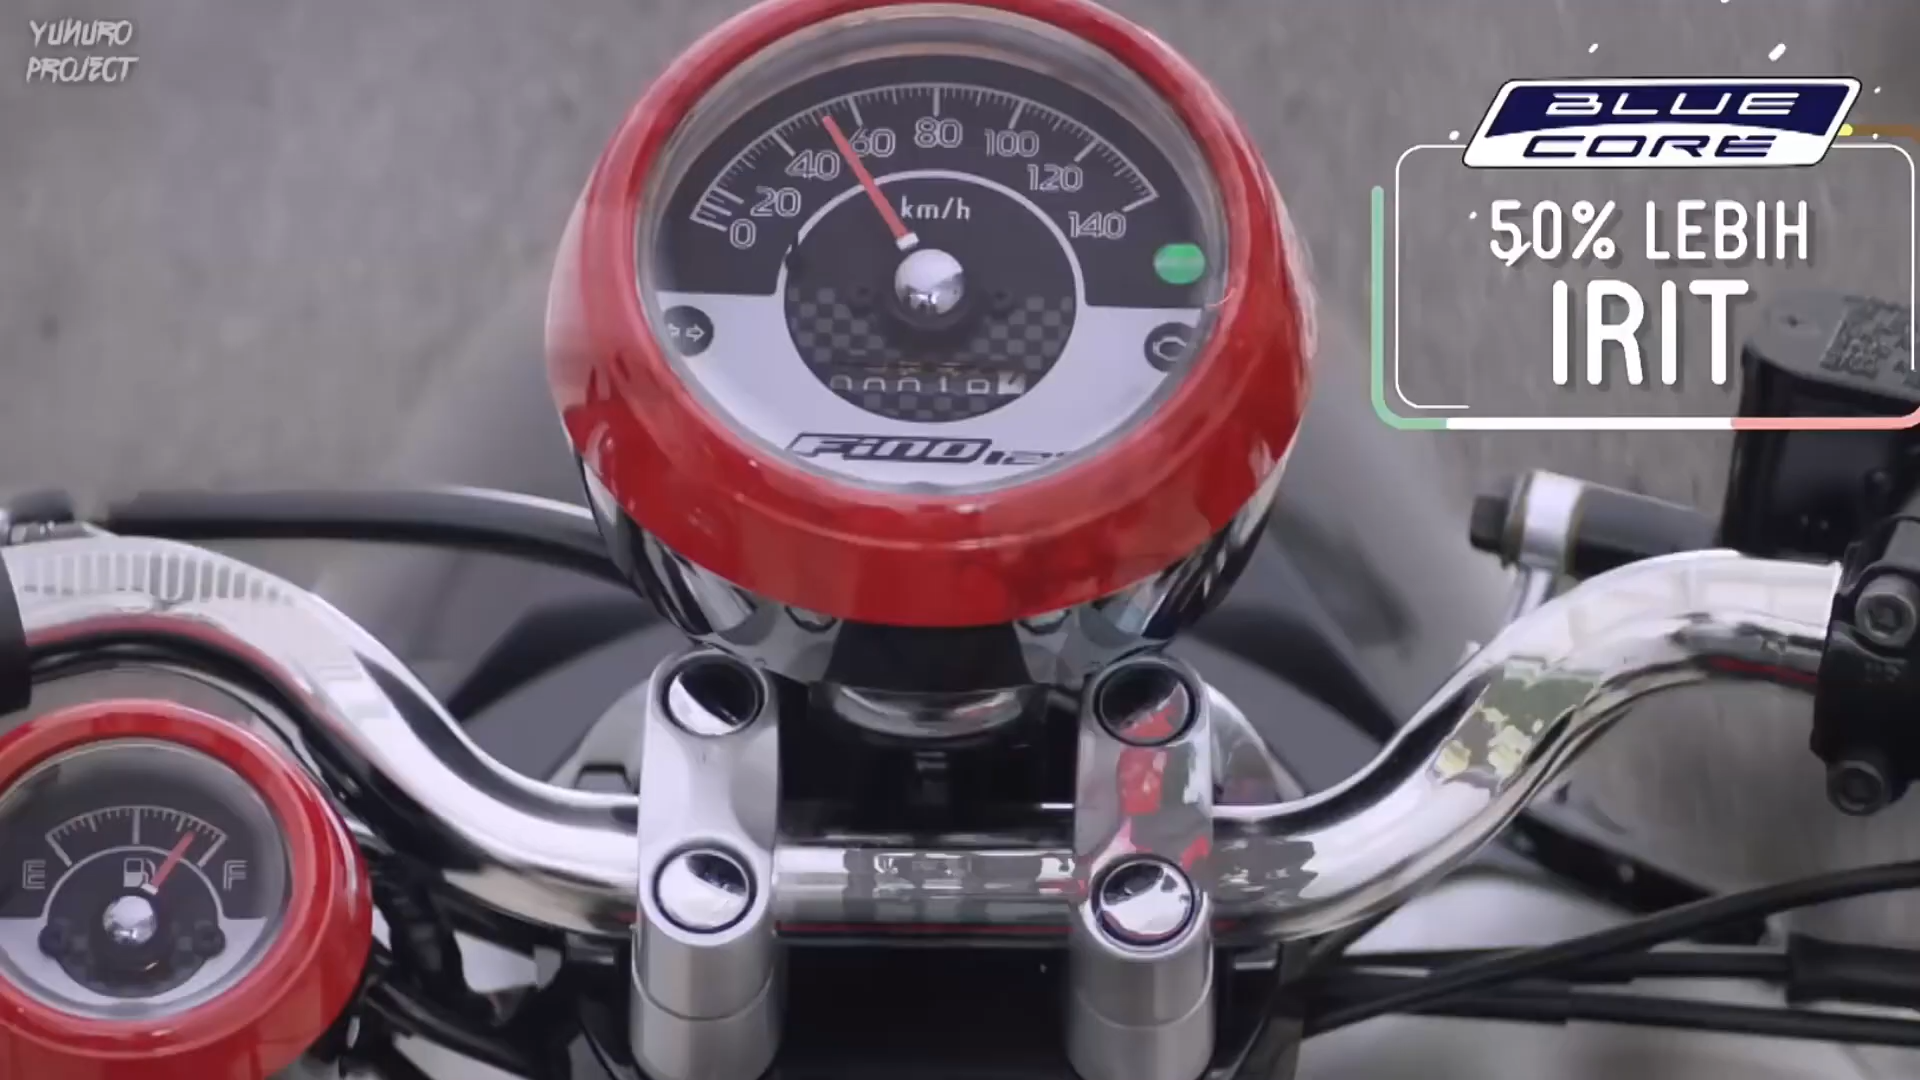 YUNURO
PROJECT
BLUE
CORE
50% LEBIH
IRIT
0
20
40
60
80
100
120
140
km/h
FINO
E
F